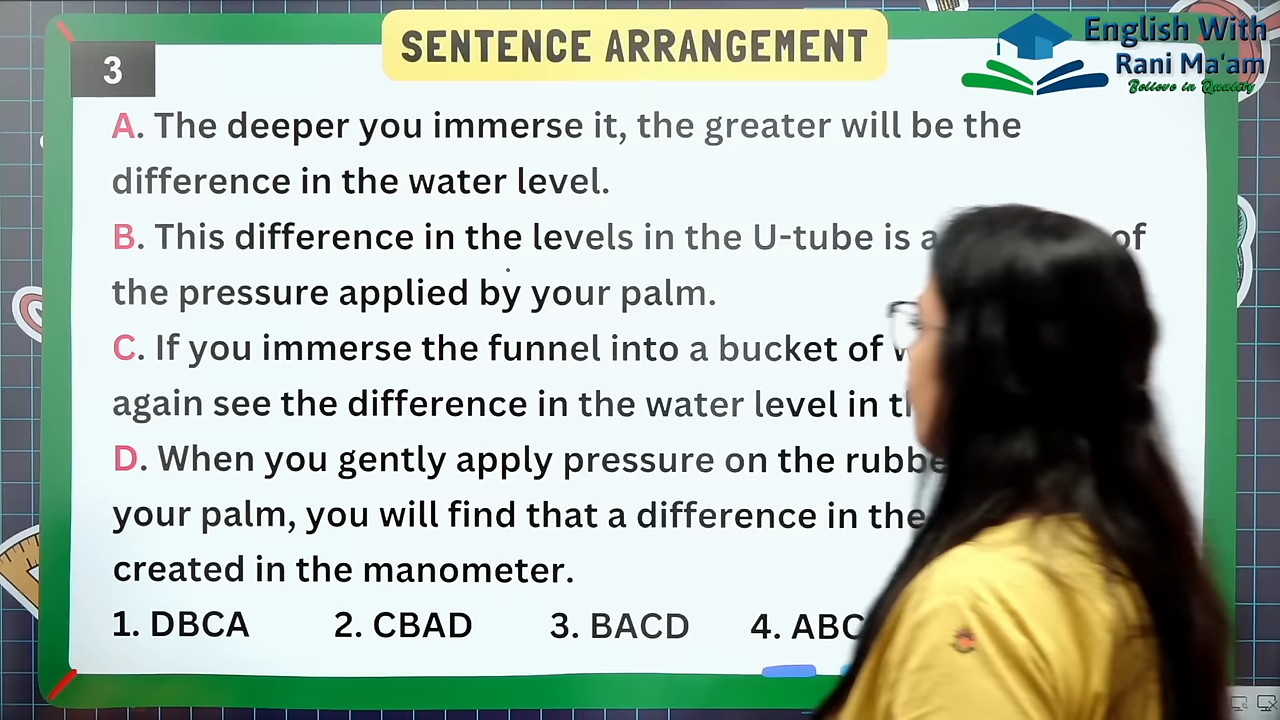 SENTENCE ARRANGEMENT
English With
Rani Ma'am
Believe in Quality
3
A. The deeper you immerse it, the greater will be the
difference in the water level.
B. This difference in the levels in the U-tube is of
the pressure applied by your palm.
C. If you immerse the funnel into a bucket of
again see the difference in the water level in
D. When you gently apply pressure on the
your palm, you will find that a difference in the
created in the manometer.
1. DBCA 2. CBAD 3. BACD 4.